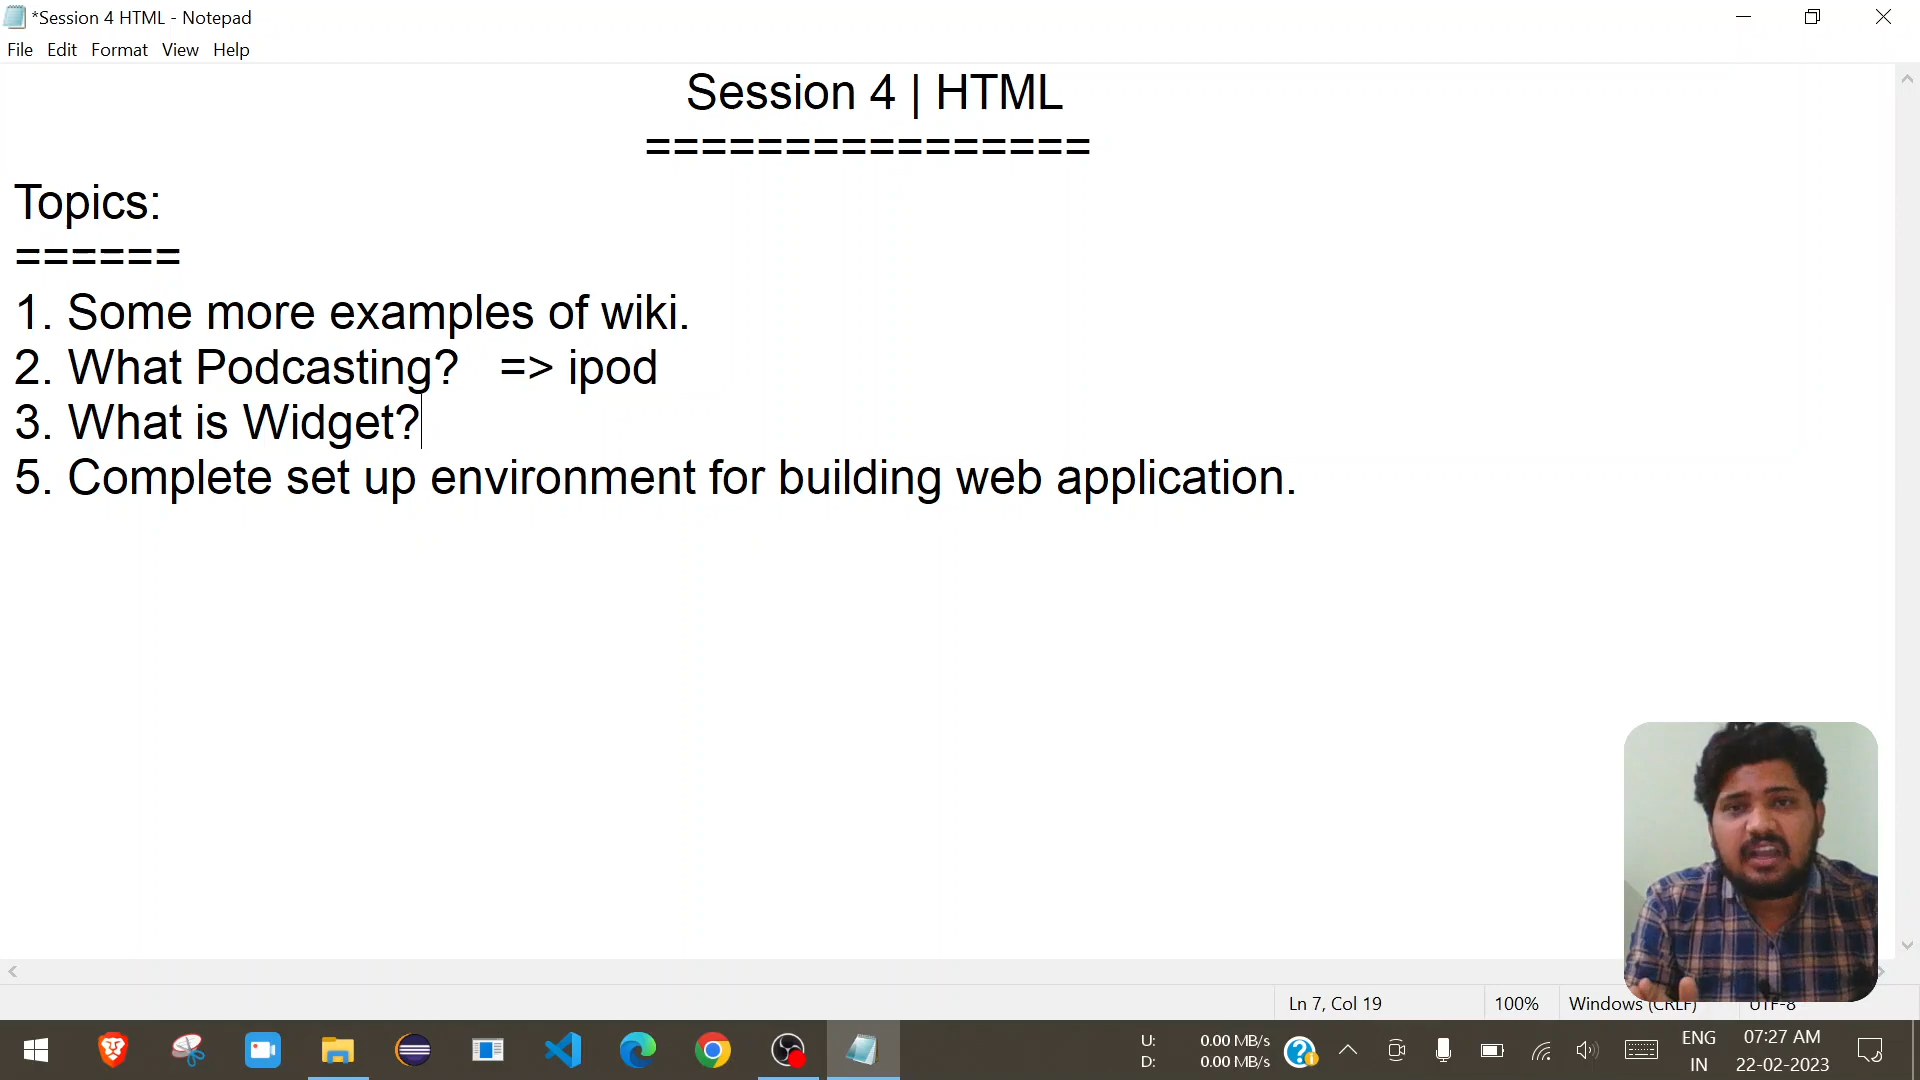 *Session 4 HTML - Notepad
File Edit Format View Help
Session 4 | HTML
================
Topics:
======
1. Some more examples of wiki.
2. What Podcasting? => ipod
3. What is Widget?
5. Complete set up environment for building web application.
Ln 7, Col 19 100% Windows (CRLF) UTF-8
U: 0.00 MB/s
D: 0.00 MB/s
ENG
IN
07:27 AM
22-02-2023